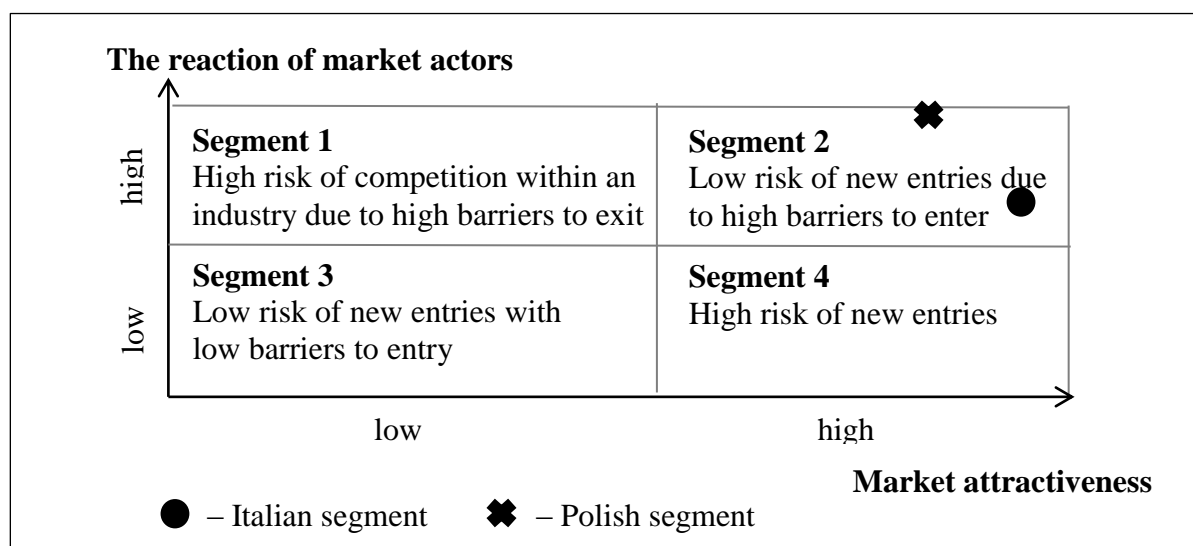 The reaction of market actors
high
Segment 1
High risk of competition within an
industry due to high barriers to exit
Segment 2
Low risk of new entries due
to high barriers to enter
low
Segment 3
Low risk of new entries with
low barriers to entry
Segment 4
High risk of new entries
low
high
Market attractiveness
– Italian segment
– Polish segment